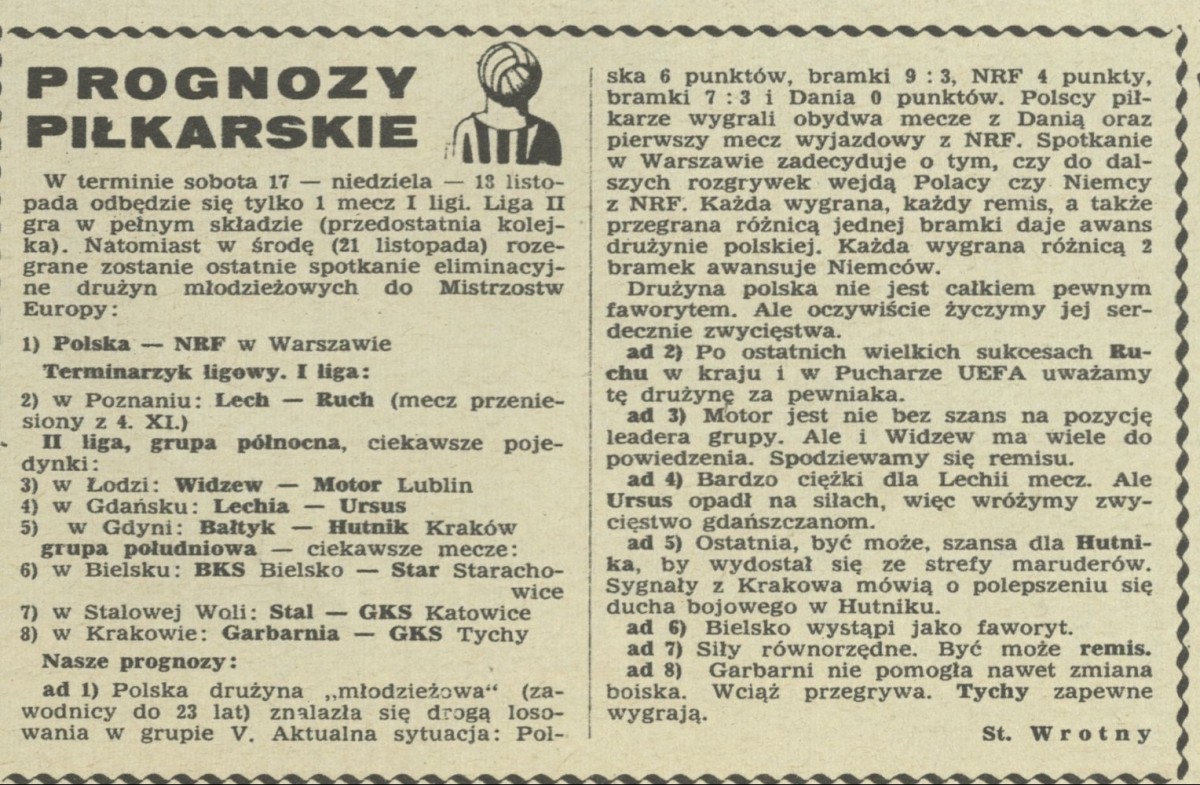 PROGNOZY
PIŁKARSKIE
W terminie sobota 17 — niedziela — 18 listo-
pada odbędzie się tylko 1 mecz I ligi. Liga II
gra w pełnym składzie (przedostatnia kolej-
ka). Natomiast w środę (21 listopada) roze-
grane zostanie ostatnie spotkanie eliminacyj-
ne drużyn młodzieżowych do Mistrzostw
Europy:
1) Polska — NRF w Warszawie
Terminarzyk ligowy. I liga:
2) w Poznaniu: Lech — Ruch (mecz przenie-
siony z 4. XI.)
II liga, grupa północna, ciekawsze poje-
dynki:
3) w Łodzi: Widzew — Motor Lublin
4) w Gdańsku: Lechia — Ursus
5) w Gdyni: Bałtyk — Hutnik Kraków
grupa południowa — ciekawsze mecze:
6) w Bielsku: BKS Bielsko — Star Staracho-
wice
7) w Stalowej Woli: Stal — GKS Katowice
8) w Krakowie: Garbarnia — GKS Tychy
Nasze prognozy:
ad 1) Polska drużyna „młodzieżowa“ (za-
wodnicy do 23 lat) znalazła się drogą loso-
wania w grupie V. Aktualna sytuacja: Pol-
ska 6 punktów, bramki 9 : 3, NRF 4 punkty,
bramki 7 : 3 i Dania 0 punktów. Polscy pił-
karze wygrali obydwa mecze z Danią oraz
pierwszy mecz wyjazdowy z NRF. Spotkanie
w Warszawie zadecyduje o tym, czy do dal-
szych rozgrywek wejdą Polacy czy Niemcy
z NRF. Każda wygrana, każdy remis, a także
przegrana różnicą jednej bramki daje awans
drużynie polskiej. Każda wygrana różnicą 2
bramek awansuje Niemców.
Drużyna polska nie jest całkiem pewnym
faworytem. Ale oczywiście życzymy jej ser-
decznie zwycięstwa.
ad 2) Po ostatnich wielkich sukcesach Ru-
chu w kraju i w Pucharze UEFA uważamy
tę drużynę za pewniaka.
ad 3) Motor jest nie bez szans na pozycję
leadera grupy. Ale i Widzew ma wiele do
powiedzenia. Spodziewamy się remisu.
ad 4) Bardzo ciężki dla Lechii mecz. Ale
Ursus opadł na siłach, więc wróżymy zwy-
cięstwo gdańszczanom.
ad 5) Ostatnia, być może, szansa dla Hutni-
ka, by wydostał się ze strefy maruderów.
Sygnały z Krakowa mówią o polepszeniu się
ducha bojowego w Hutniku.
ad 6) Bielsko wystąpi jako faworyt.
ad 7) Siły równorzędne. Być może remis.
ad 8) Garbarni nie pomogła nawet zmiana
boiska. Wciąż przegrywa. Tychy zapewne
wygrają.
St. Wrotny